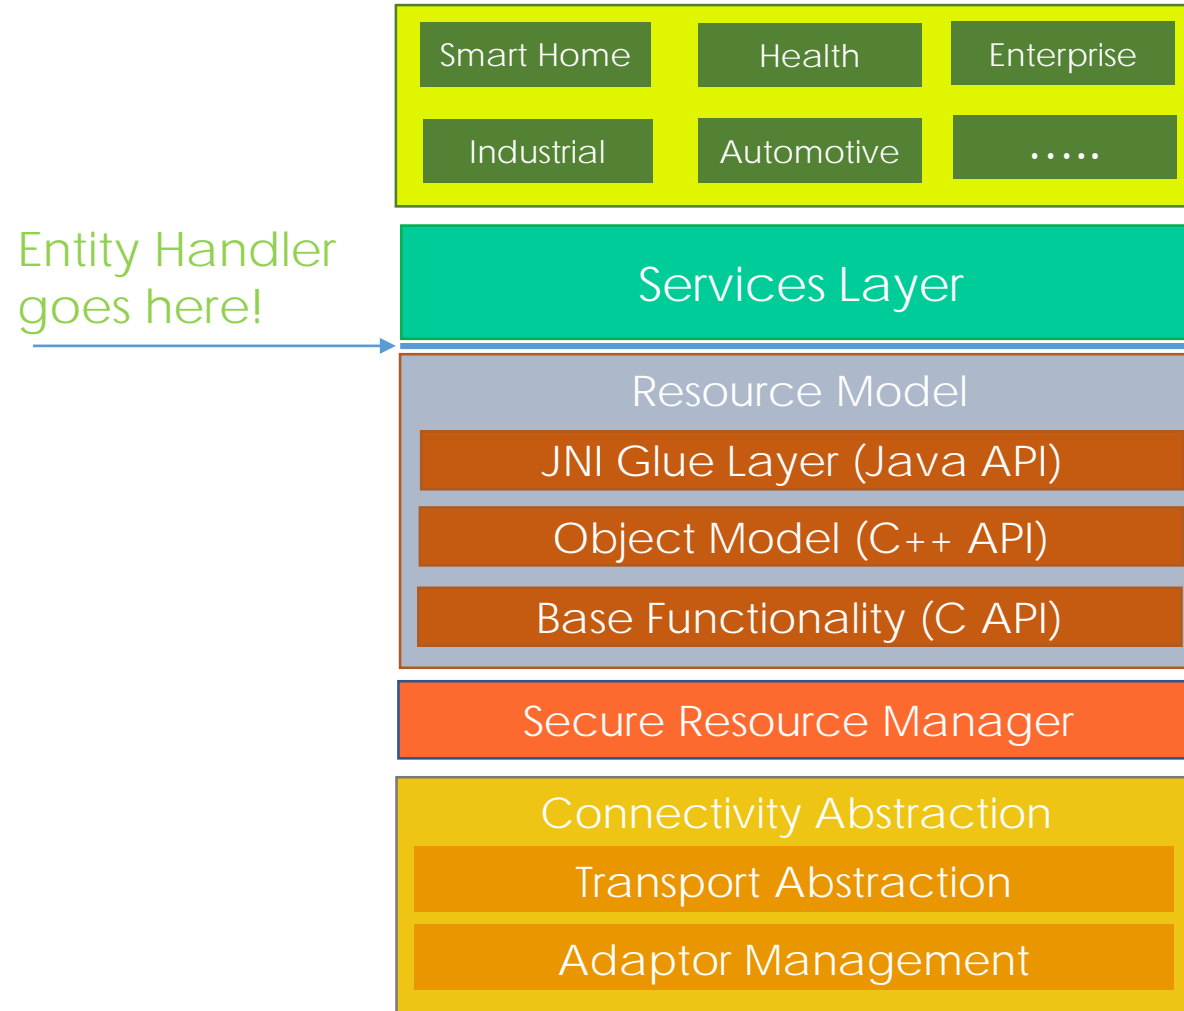 Smart Home
Health
Enterprise
Industrial
Automotive
.....
Entity Handler
goes here!
Services Layer
Resource Model
JNI Glue Layer (Java API)
Object Model (C++ API)
Base Functionality (C API)
Secure Resource Manager
Connectivity Abstraction
Transport Abstraction
Adaptor Management